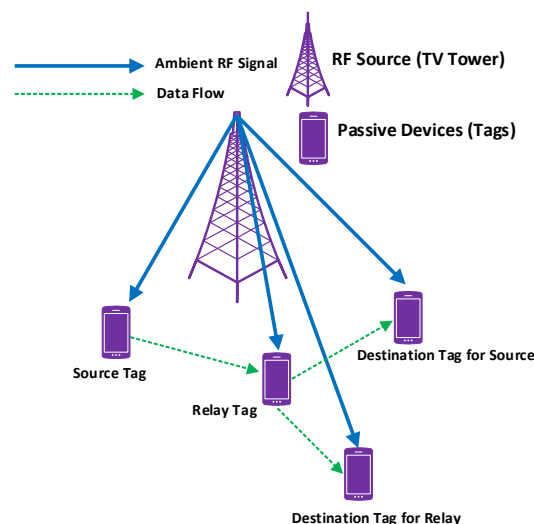 Ambient RF Signal
RF Source (TV Tower)
Data Flow
Passive Devices (Tags)
Source Tag
Destination Tag for Source
Relay Tag
Destination Tag for Relay